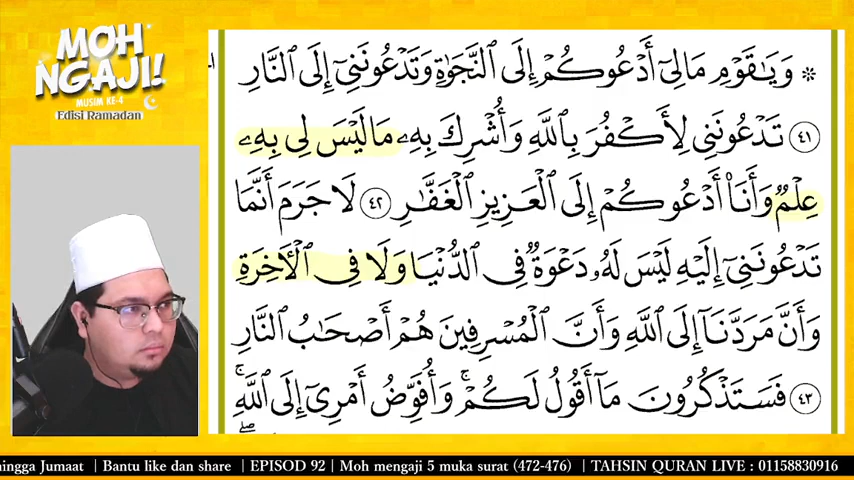 MOH
NGAJI!
MUSIM KE-4
Edisi Ramadan
۞ وَيَـٰقَوْمِ مَا لِىٓ أَدْعُوكُمْ إِلَى ٱلنَّجَوٰةِ وَتَدْعُونَنِىٓ إِلَى ٱلنَّارِ
٤١ تَدْعُونَنِى لِأَكْفُرَ بِٱللَّهِ وَأُشْرِكَ بِهِۦ مَا لَيْسَ لِى بِهِۦ
عِلْمٌ وَأَنَا۠ أَدْعُوكُمْ إِلَى ٱلْعَزِيزِ ٱلْغَفَّـٰرِ ٤٢ لَا جَرَمَ أَنَّمَا
تَدْعُونَنِىٓ إِلَيْهِ لَيْسَ لَهُۥ دَعْوَةٌ فِى ٱلدُّنْيَا وَلَا فِى ٱلْـَٔاخِرَةِ
وَأَنَّ مَرَدَّنَآ إِلَى ٱللَّهِ وَأَنَّ ٱلْمُسْرِفِينَ هُمْ أَصْحَـٰبُ ٱلنَّارِ
٤٣ فَسَتَذْكُرُونَ مَآ أَقُولُ لَكُمْ ۚ وَأُفَوِّضُ أَمْرِىٓ إِلَى ٱللَّهِ ۚ
hingga Jumaat | Bantu like dan share | EPISOD 92 | Moh mengaji 5 muka surat (472-476) | TAHSIN QURAN LIVE : 01158830916